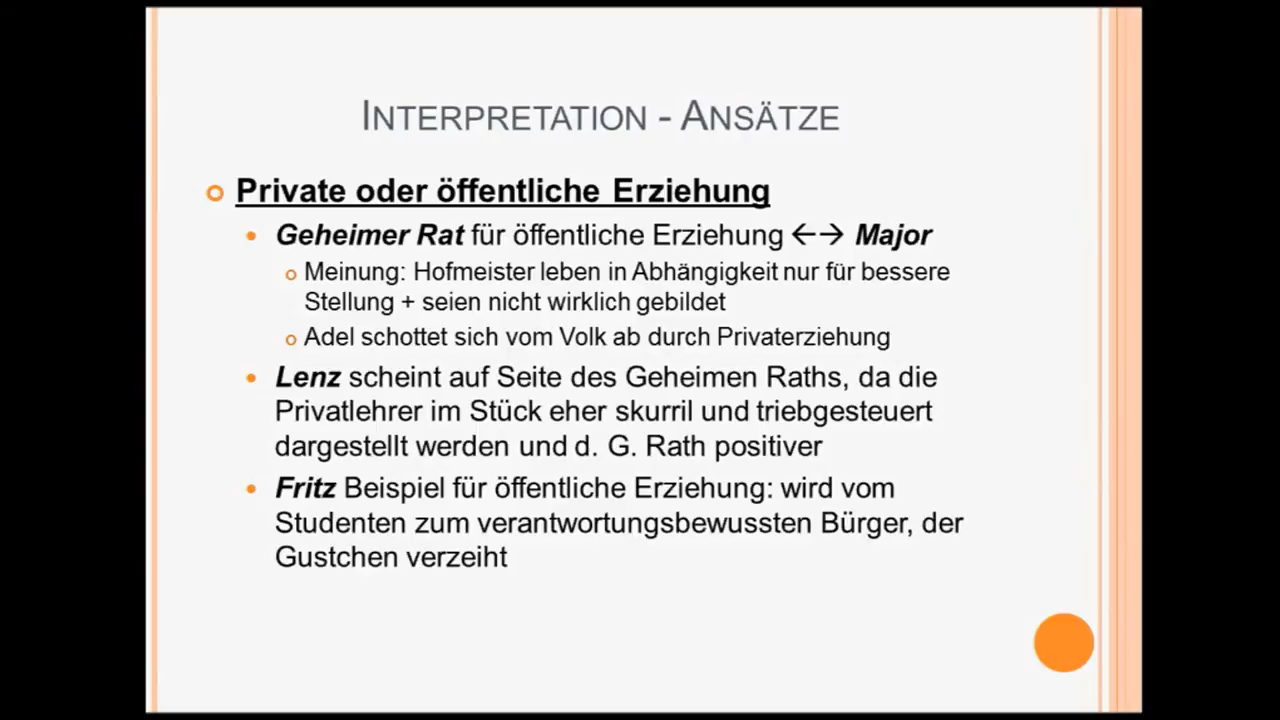 INTERPRETATION - ANSÄTZE
Private oder öffentliche Erziehung
Geheimer Rat für öffentliche Erziehung ←→ Major
Meinung: Hofmeister leben in Abhängigkeit nur für bessere
Stellung + seien nicht wirklich gebildet
Adel schottet sich vom Volk ab durch Privaterziehung
Lenz scheint auf Seite des Geheimen Raths, da die
Privatlehrer im Stück eher skurril und triebgesteuert
dargestellt werden und d. G. Rath positiver
Fritz Beispiel für öffentliche Erziehung: wird vom
Studenten zum verantwortungsbewussten Bürger, der
Gustchen verzeiht